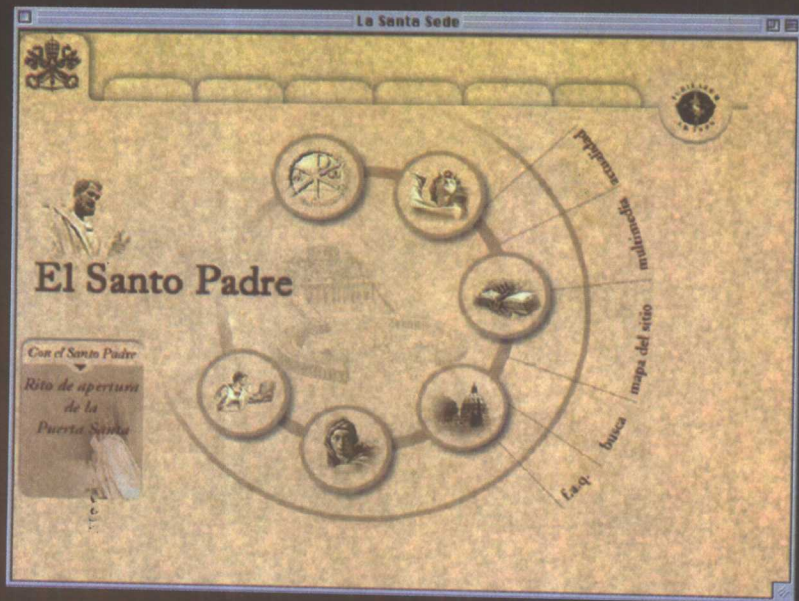 La Santa Sede
El Santo Padre
Con el Santo Padre
Rito de apertura
de la
Puerta Santa
actualidad
multimedia
mapa del sitio
busca
f.a.q.